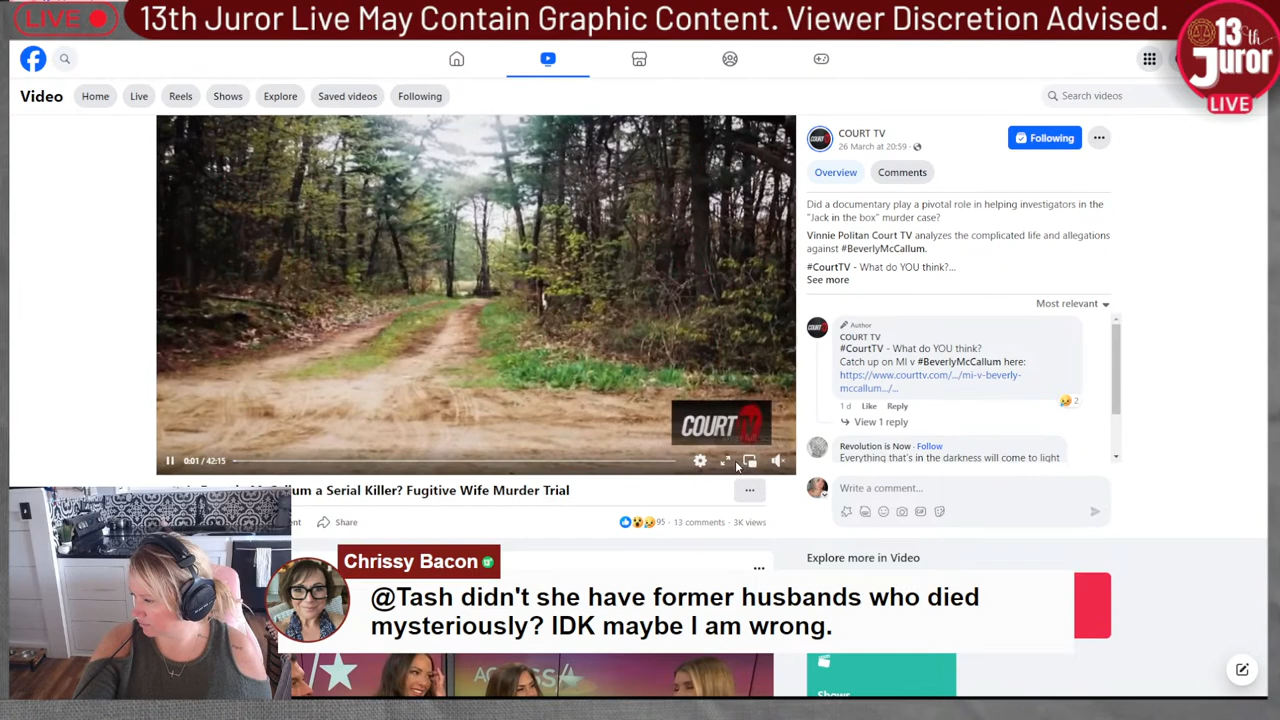 LIVE
13th Juror Live May Contain Graphic Content. Viewer Discretion Advised.
13th
Juror
LIVE
Video
Home
Live
Reels
Shows
Explore
Saved videos
Following
Search videos
COURT TV
0:01 / 42:15
COURT TV
26 March at 20:59
Following
Overview
Comments
Did a documentary play a pivotal role in helping investigators in the
"Jack in the box" murder case?
Vinnie Politan Court TV analyzes the complicated life and allegations
against #BeverlyMcCallum.
#CourtTV - What do YOU think?...
See more
Most relevant
Author
COURT TV
#CourtTV - What do YOU think?
Catch up on MI v #BeverlyMcCallum here:
https://www.courttv.com/.../mi-v-beverly-
mccallum.../...
2
1 d Like Reply
View 1 reply
Revolution is Now · Follow
Everything that's in the darkness will come to light
Write a comment...
a Serial Killer? Fugitive Wife Murder Trial
Share
95 · 13 comments · 3K views
Explore more in Video
Chrissy Bacon
@Tash didn't she have former husbands who died
mysteriously? IDK maybe I am wrong.
Shows